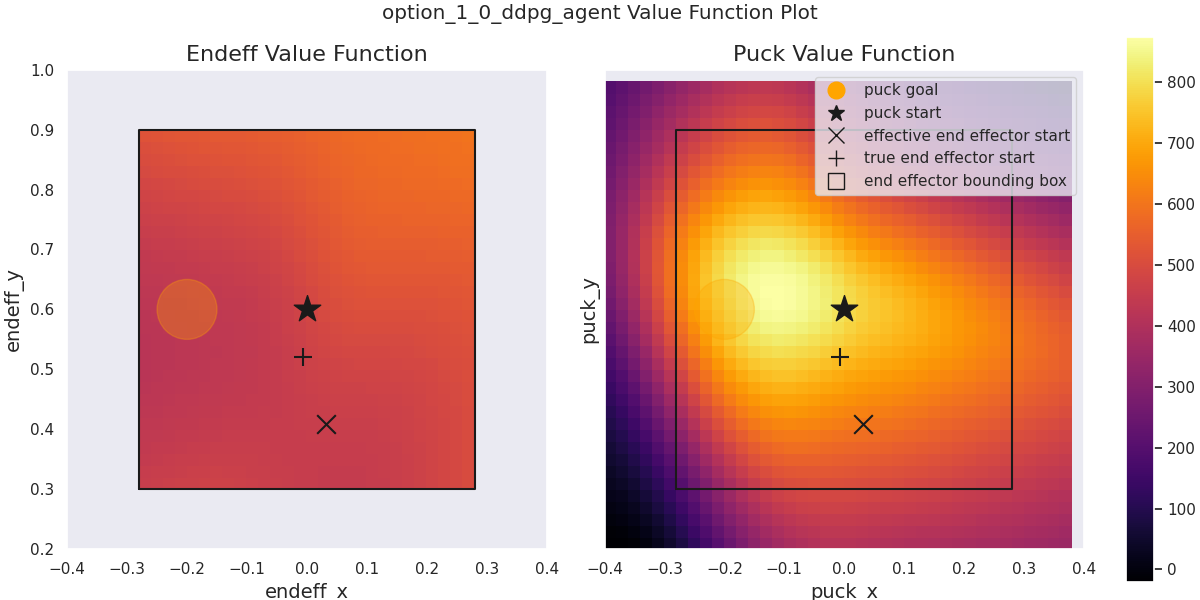 option_1_0_ddpg_agent Value Function Plot
Endeff Value Function
Puck Value Function
1.0
0.9
0.8
0.7
0.6
0.5
0.4
0.3
0.2
endeff_y
−0.4 −0.3 −0.2 −0.1 0.0 0.1 0.2 0.3 0.4
endeff_x
puck_y
puck goal
puck start
effective end effector start
true end effector start
end effector bounding box
−0.4 −0.3 −0.2 −0.1 0.0 0.1 0.2 0.3 0.4
puck_x
800
700
600
500
400
300
200
100
0